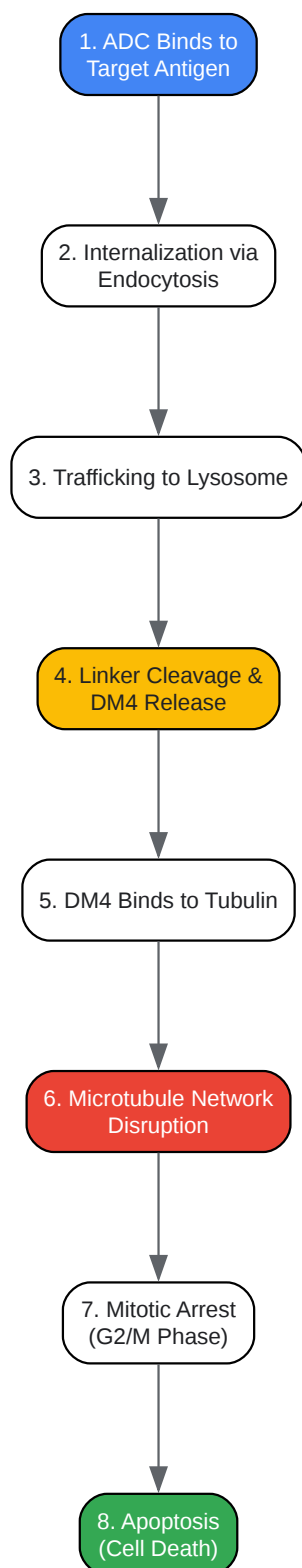 1. ADC Binds to
Target Antigen
2. Internalization via
Endocytosis
3. Trafficking to Lysosome
4. Linker Cleavage &
DM4 Release
5. DM4 Binds to Tubulin
6. Microtubule Network
Disruption
7. Mitotic Arrest
(G2/M Phase)
8. Apoptosis
(Cell Death)